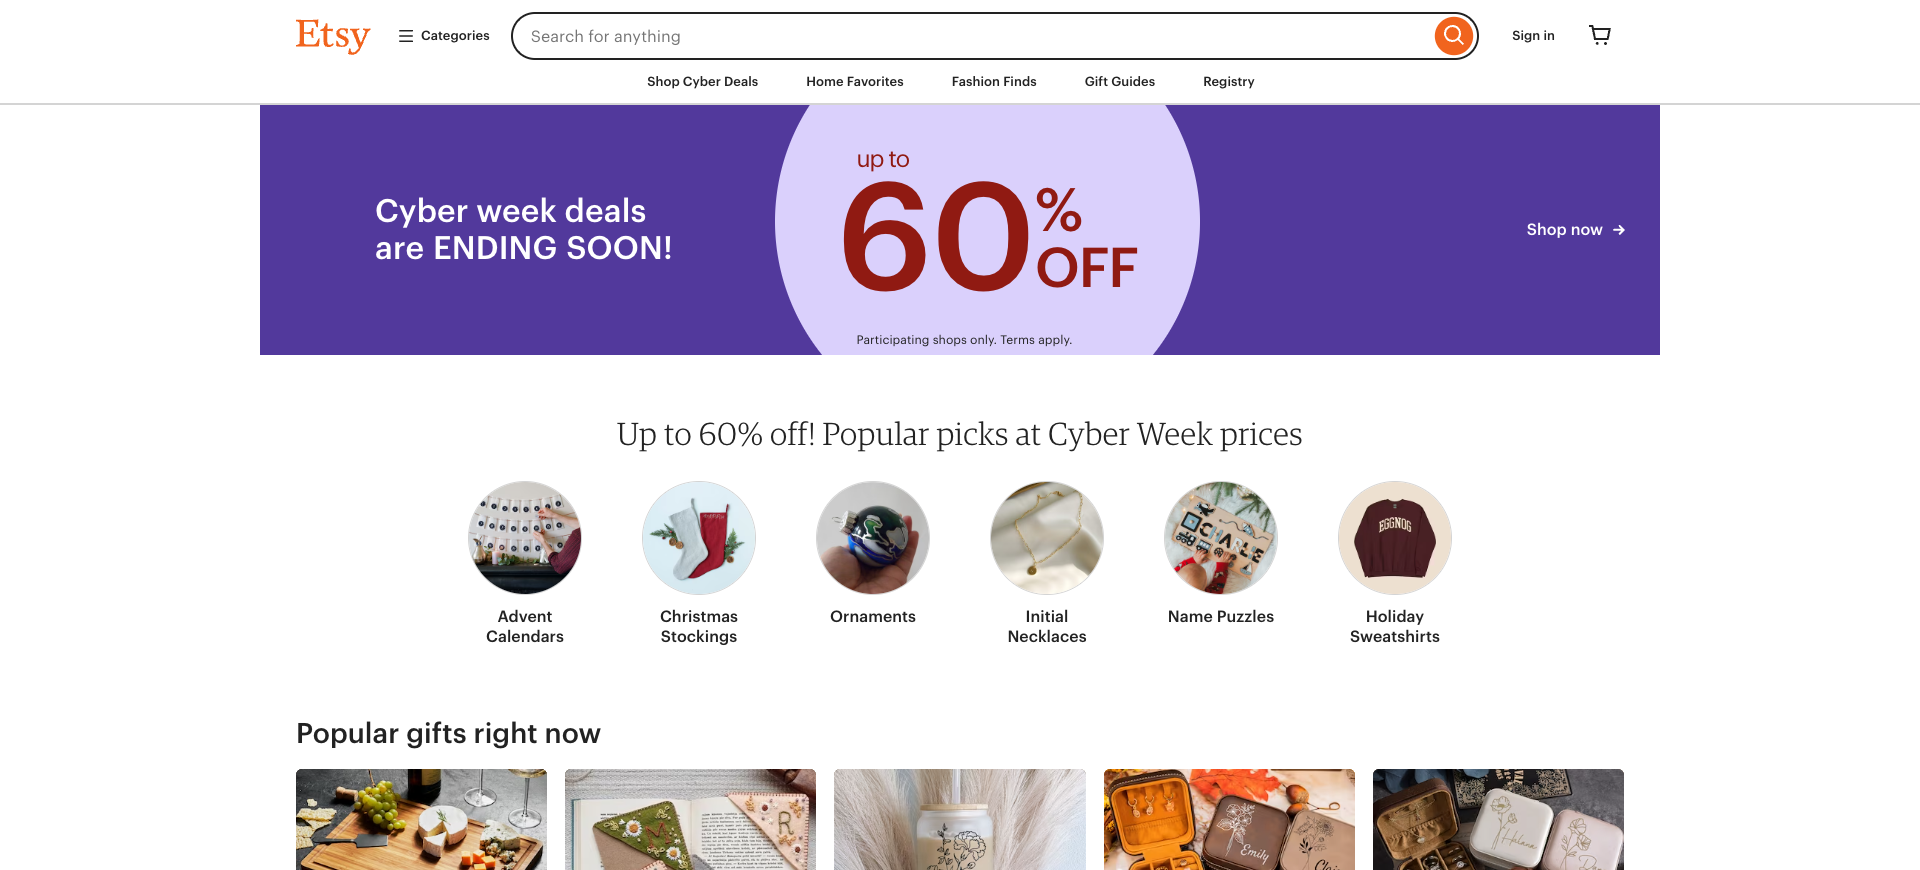 Etsy
Categories
Search for anything
Sign in
Shop Cyber Deals
Home Favorites
Fashion Finds
Gift Guides
Registry
Cyber week deals
are ENDING SOON!
up to
60%
OFF
Participating shops only. Terms apply.
Shop now
Up to 60% off! Popular picks at Cyber Week prices
CHARLE
EGGNOG
Advent
Calendars
Christmas
Stockings
Ornaments
Initial
Necklaces
Name Puzzles
Holiday
Sweatshirts
Popular gifts right now
R
Emily